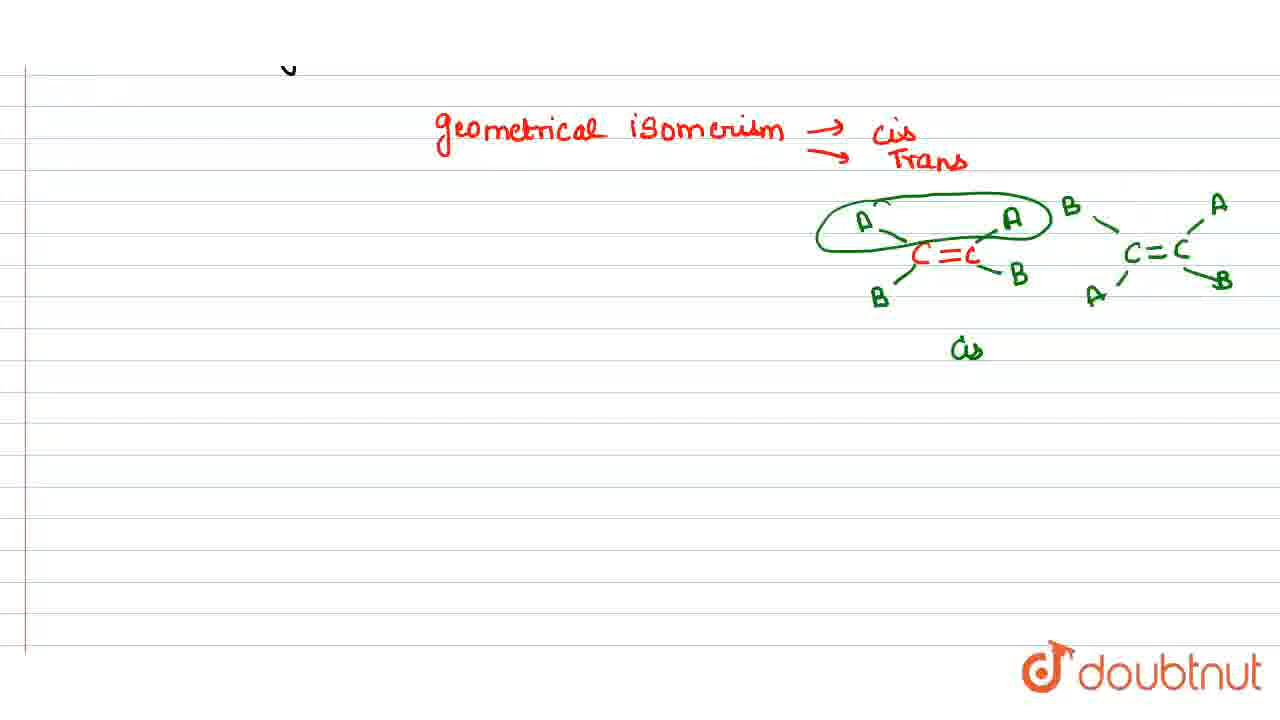 geometrical isomerism → cis
→ Trans
A A B A
C=C C=C
B B A B
cis
doubtnut